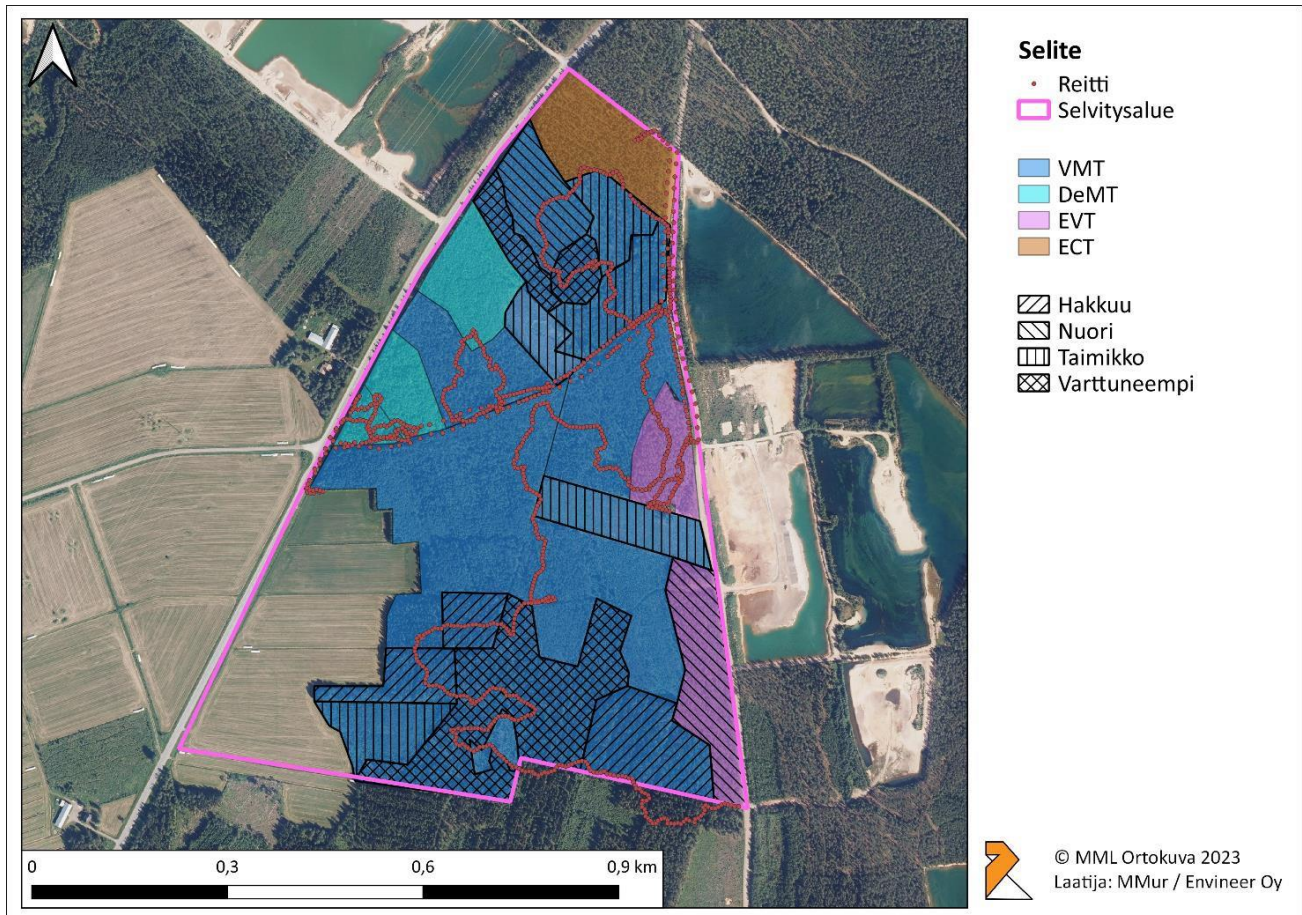 Selite
Reitti
Selvitysalue
VMT
DeMT
EVT
ECT
Hakkuu
Nuori
Taimikko
Varttuneempi
0 0,3 0,6 0,9 km
© MML Ortokuva 2023
Laatija: MMur / Envineer Oy